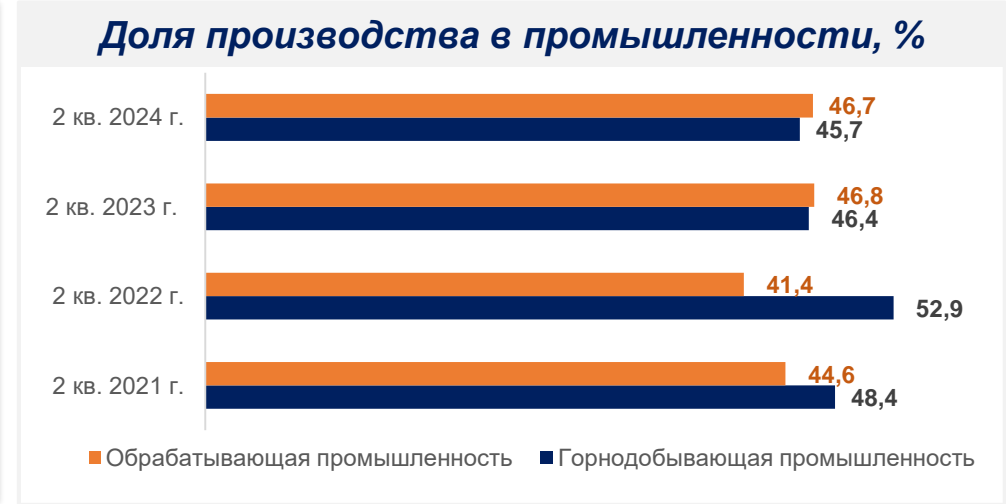 Доля производства в промышленности, %
2 кв. 2024 г.
46,7
45,7
2 кв. 2023 г.
46,8
46,4
2 кв. 2022 г.
41,4
52,9
2 кв. 2021 г.
44,6
48,4
Обрабатывающая промышленность
Горнодобывающая промышленность